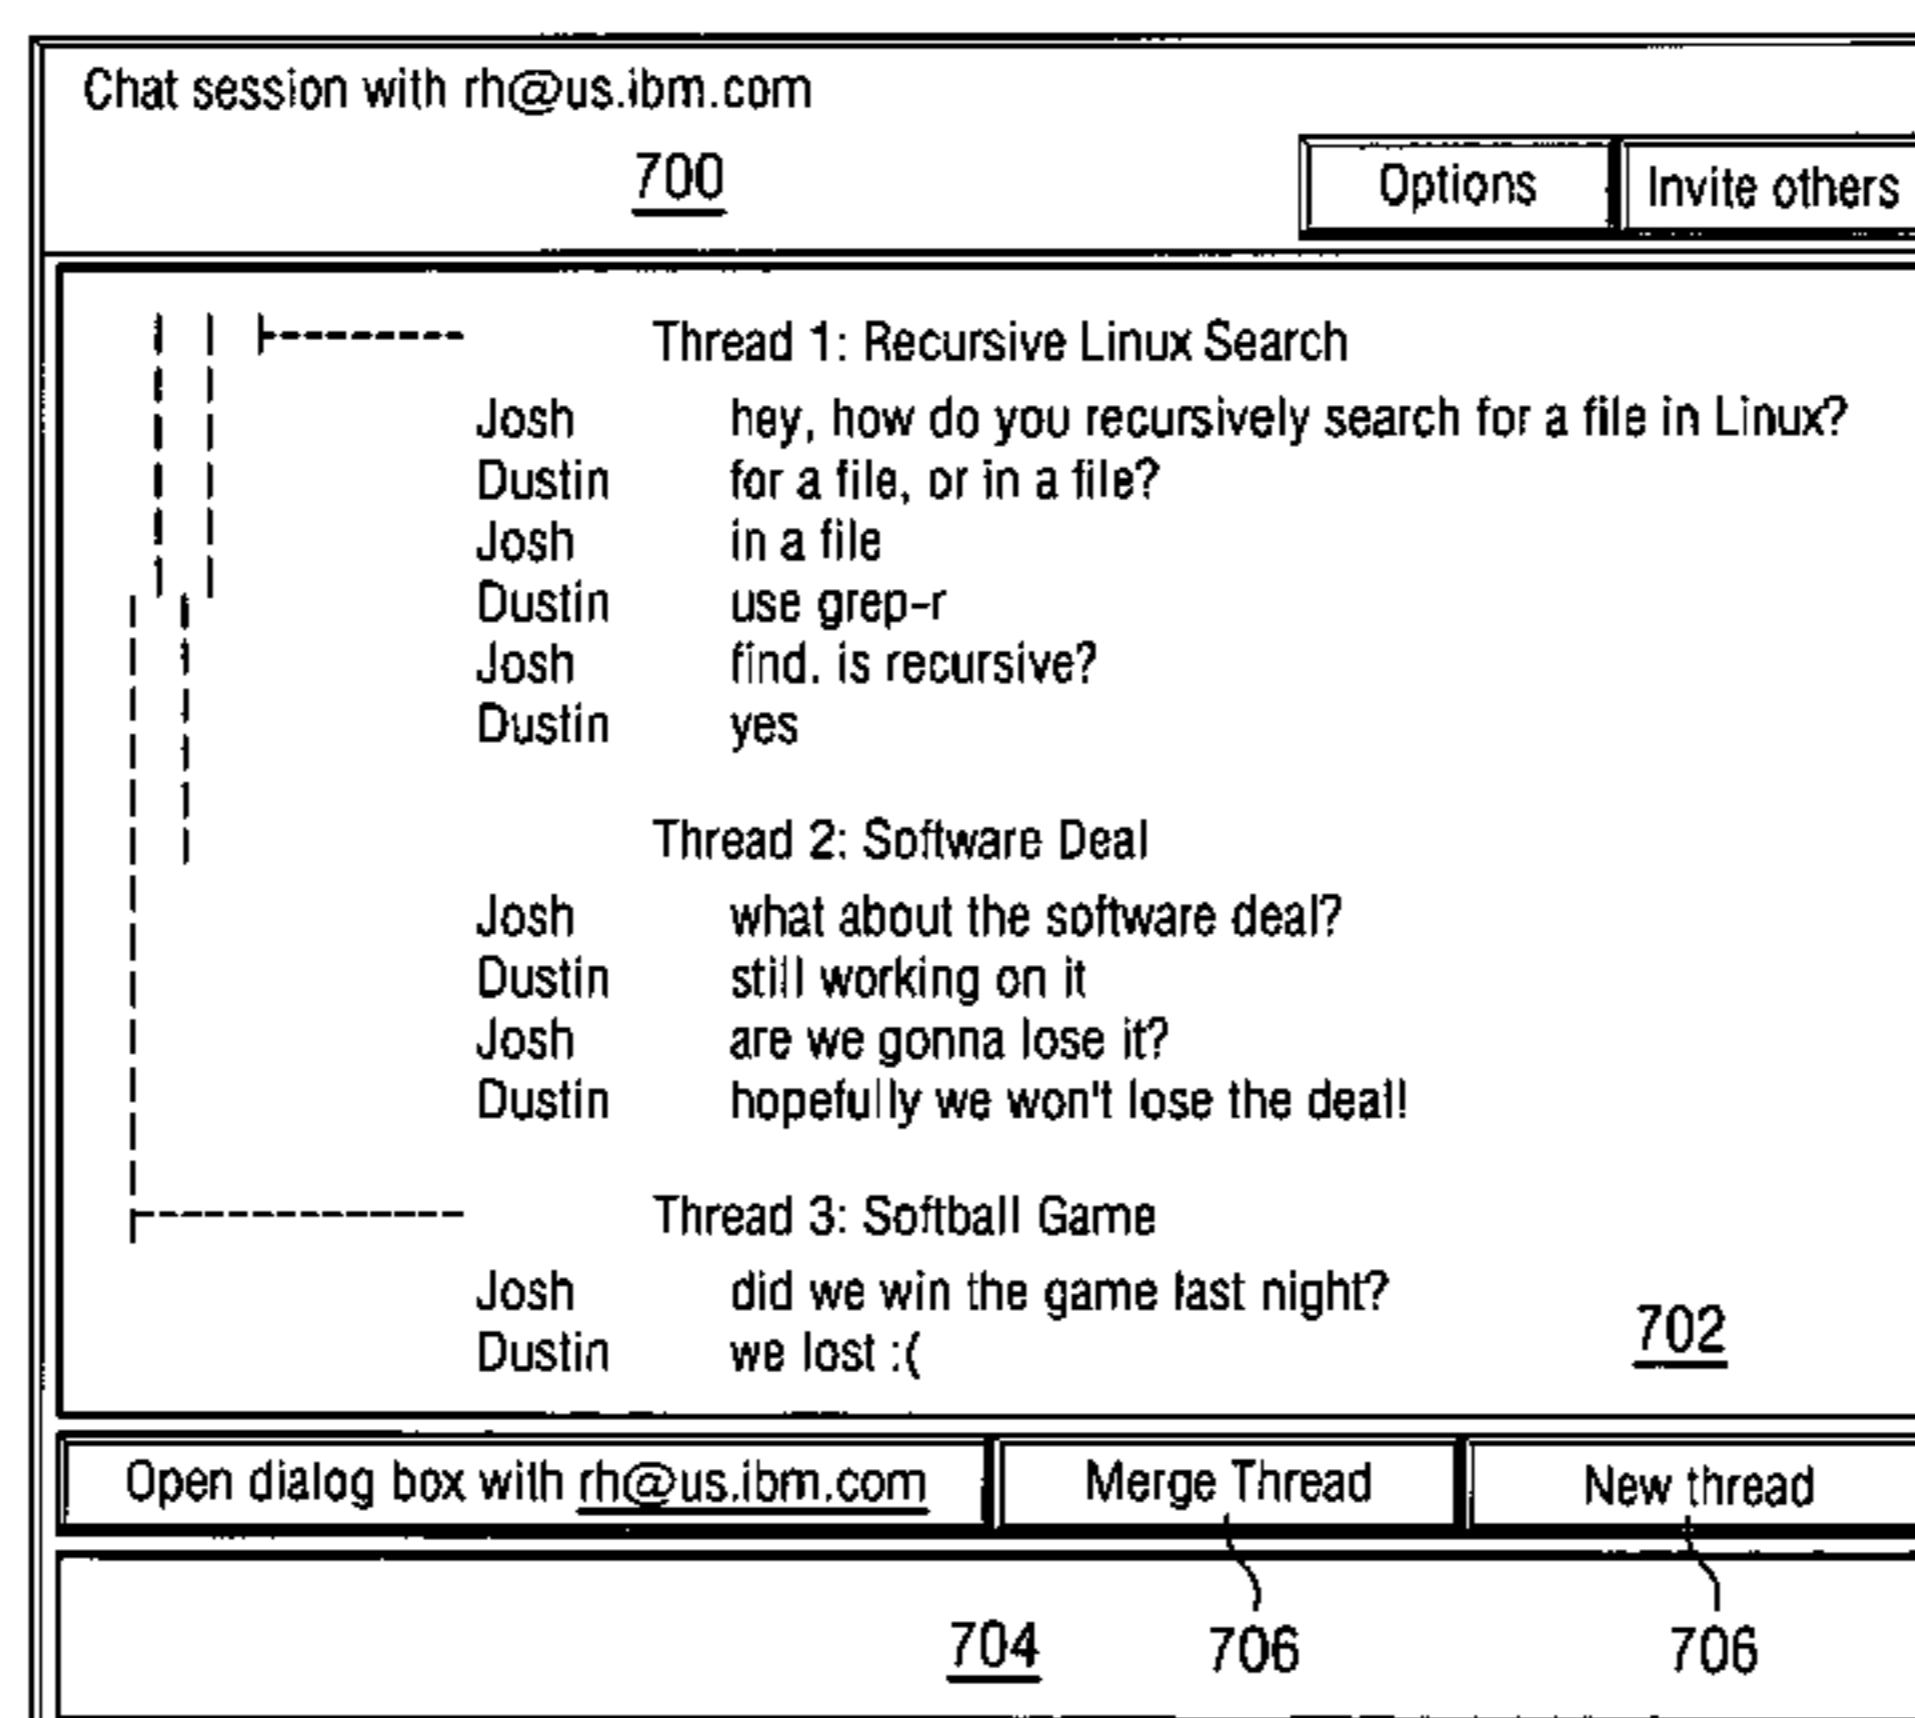 Chat session with rh@us.ibm.com
700
Options
Invite others
Thread 1: Recursive Linux Search
Josh hey, how do you recursively search for a file in Linux?
Dustin for a file, or in a file?
Josh in a file
Dustin use grep-r
Josh find. is recursive?
Dustin yes
Thread 2: Software Deal
Josh what about the software deal?
Dustin still working on it
Josh are we gonna lose it?
Dustin hopefully we won't lose the deal!
Thread 3: Softball Game
Josh did we win the game last night?
Dustin we lost :(
702
Open dialog box with rh@us.ibm.com
Merge Thread
New thread
704
706
706